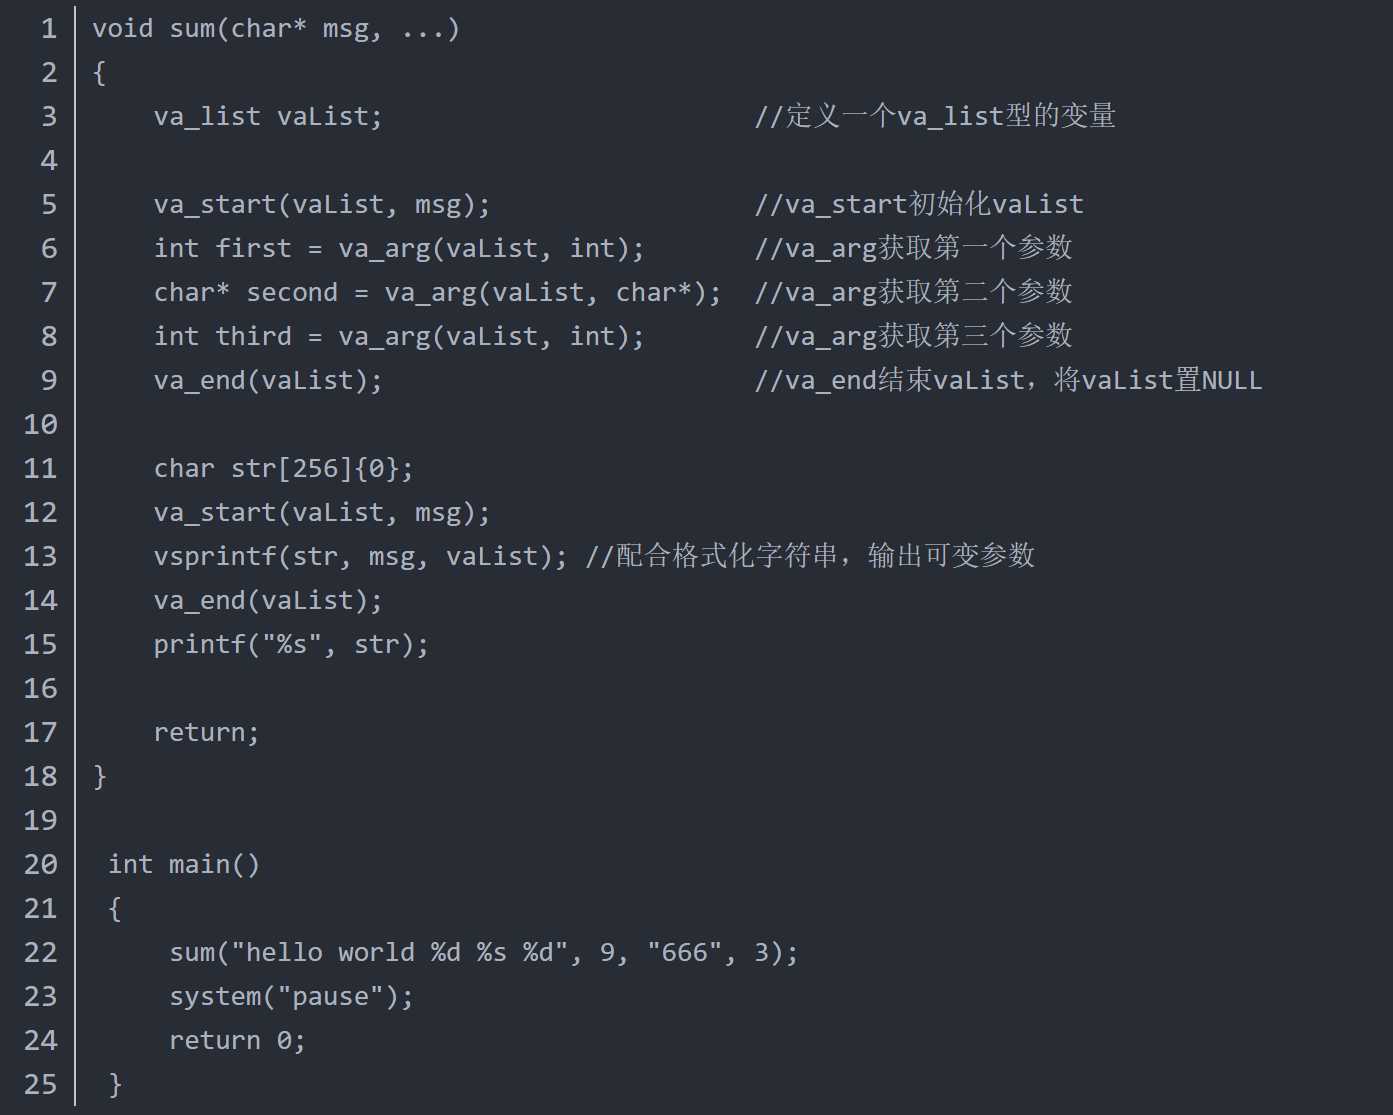 1 void sum(char* msg, ...)
2 {
3     va_list vaList;                        //定义一个va_list型的变量
4
5     va_start(vaList, msg);                 //va_start初始化vaList
6     int first = va_arg(vaList, int);       //va_arg获取第一个参数
7     char* second = va_arg(vaList, char*);  //va_arg获取第二个参数
8     int third = va_arg(vaList, int);       //va_arg获取第三个参数
9     va_end(vaList);                        //va_end结束vaList，将vaList置NULL
10
11     char str[256]{0};
12     va_start(vaList, msg);
13     vsprintf(str, msg, vaList); //配合格式化字符串，输出可变参数
14     va_end(vaList);
15     printf("%s", str);
16
17     return;
18 }
19
20  int main()
21  {
22      sum("hello world %d %s %d", 9, "666", 3);
23      system("pause");
24      return 0;
25  }